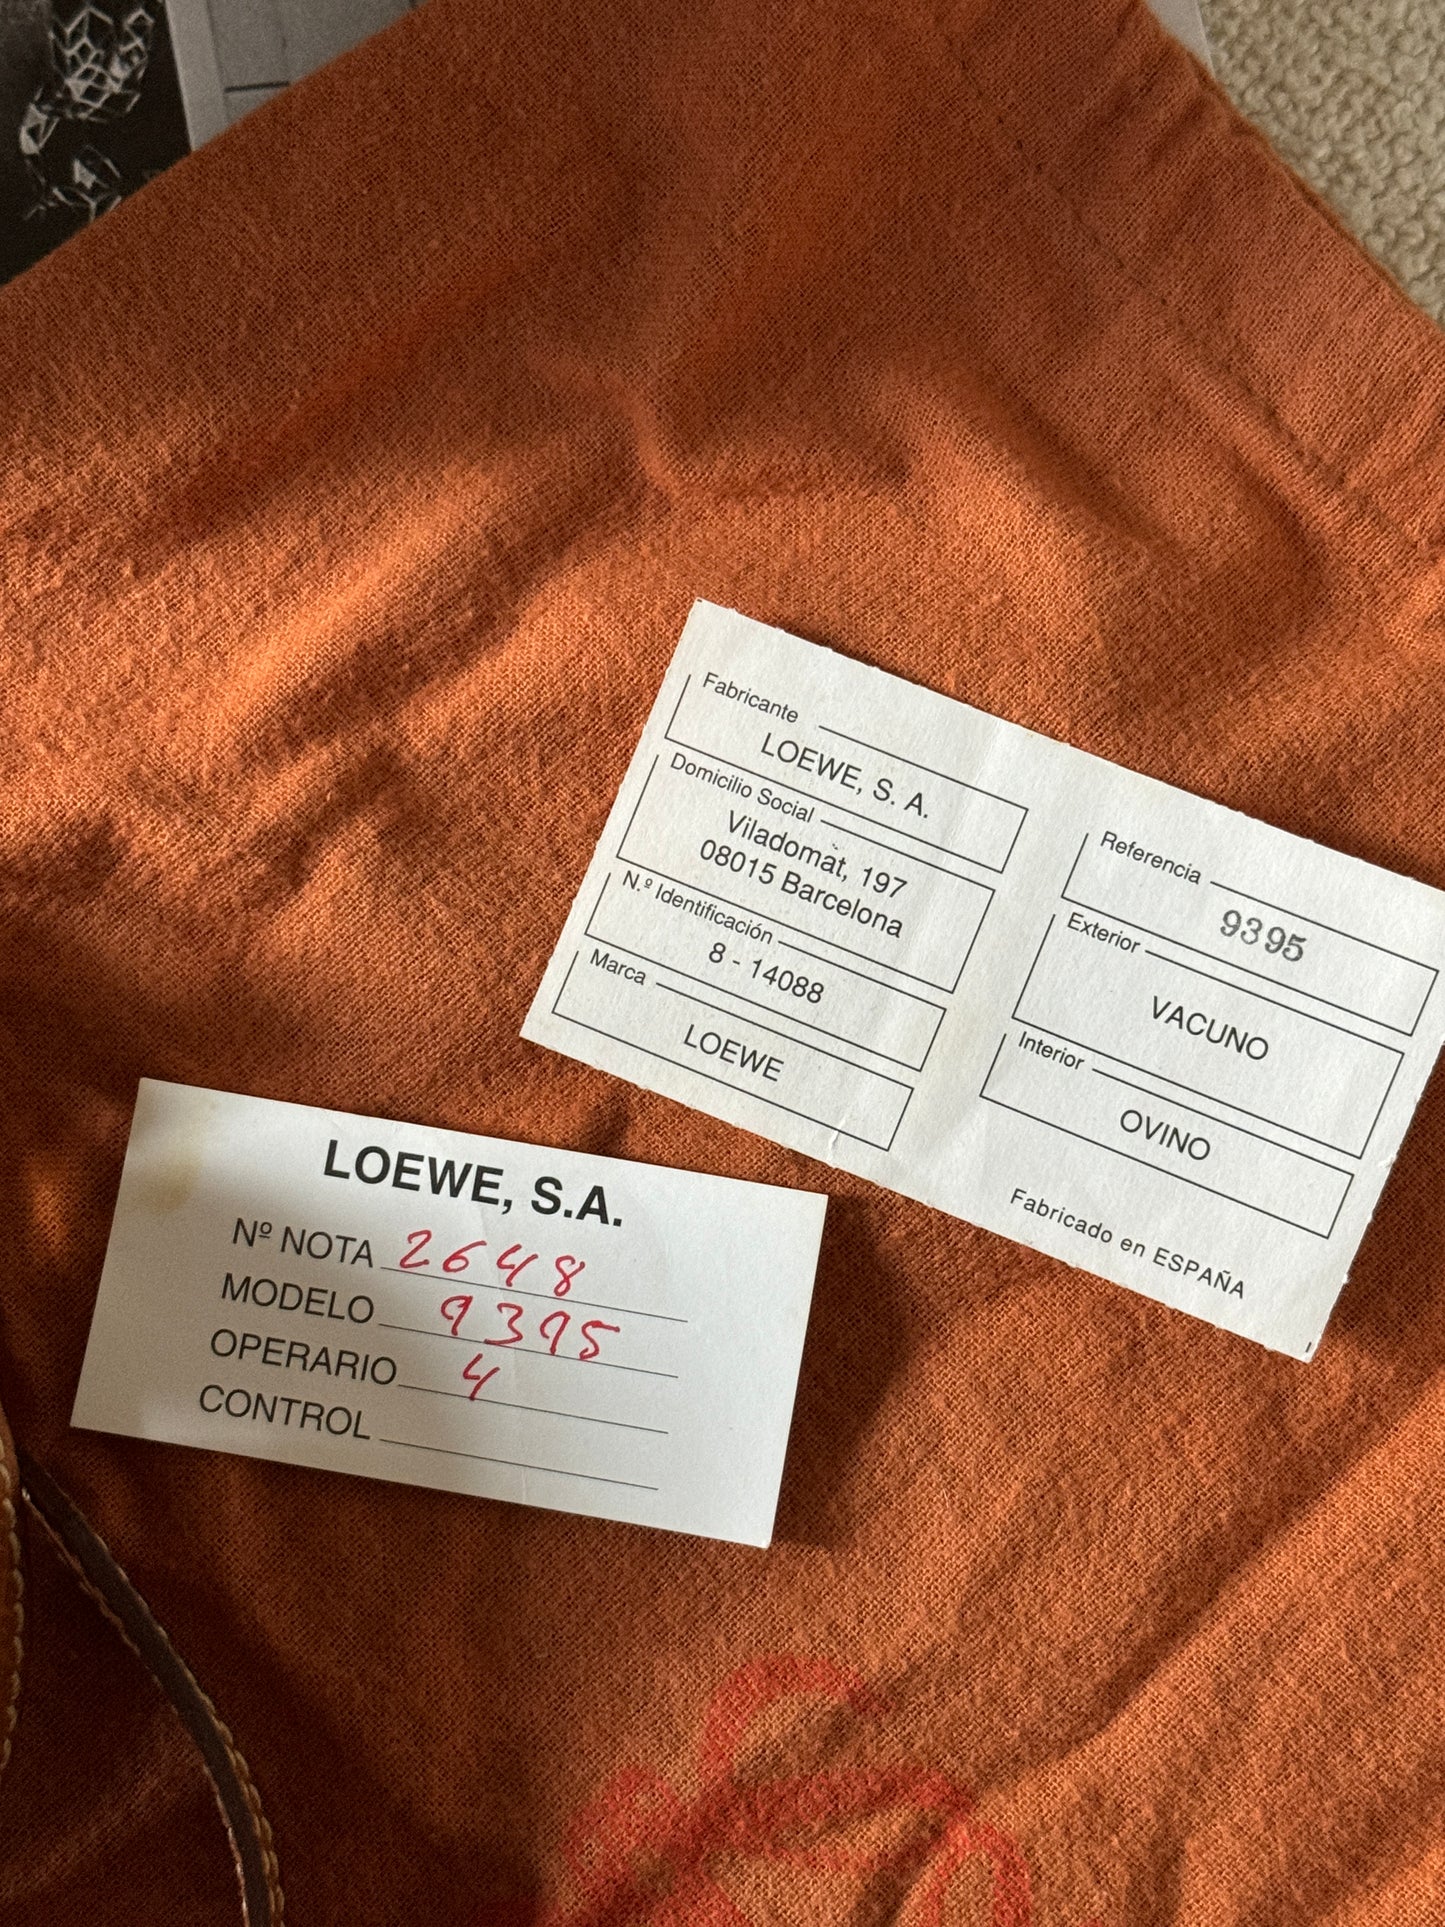 Fabricante
LOEWE, S. A.
Domicilio Social
Viladomat, 197
08015 Barcelona
N.º Identificación
8 - 14088
Marca
LOEWE
Referencia
9395
Exterior
VACUNO
Interior
OVINO
Fabricado en ESPAÑA
LOEWE, S.A.
Nº NOTA 2648
MODELO 9395
OPERARIO 4
CONTROL